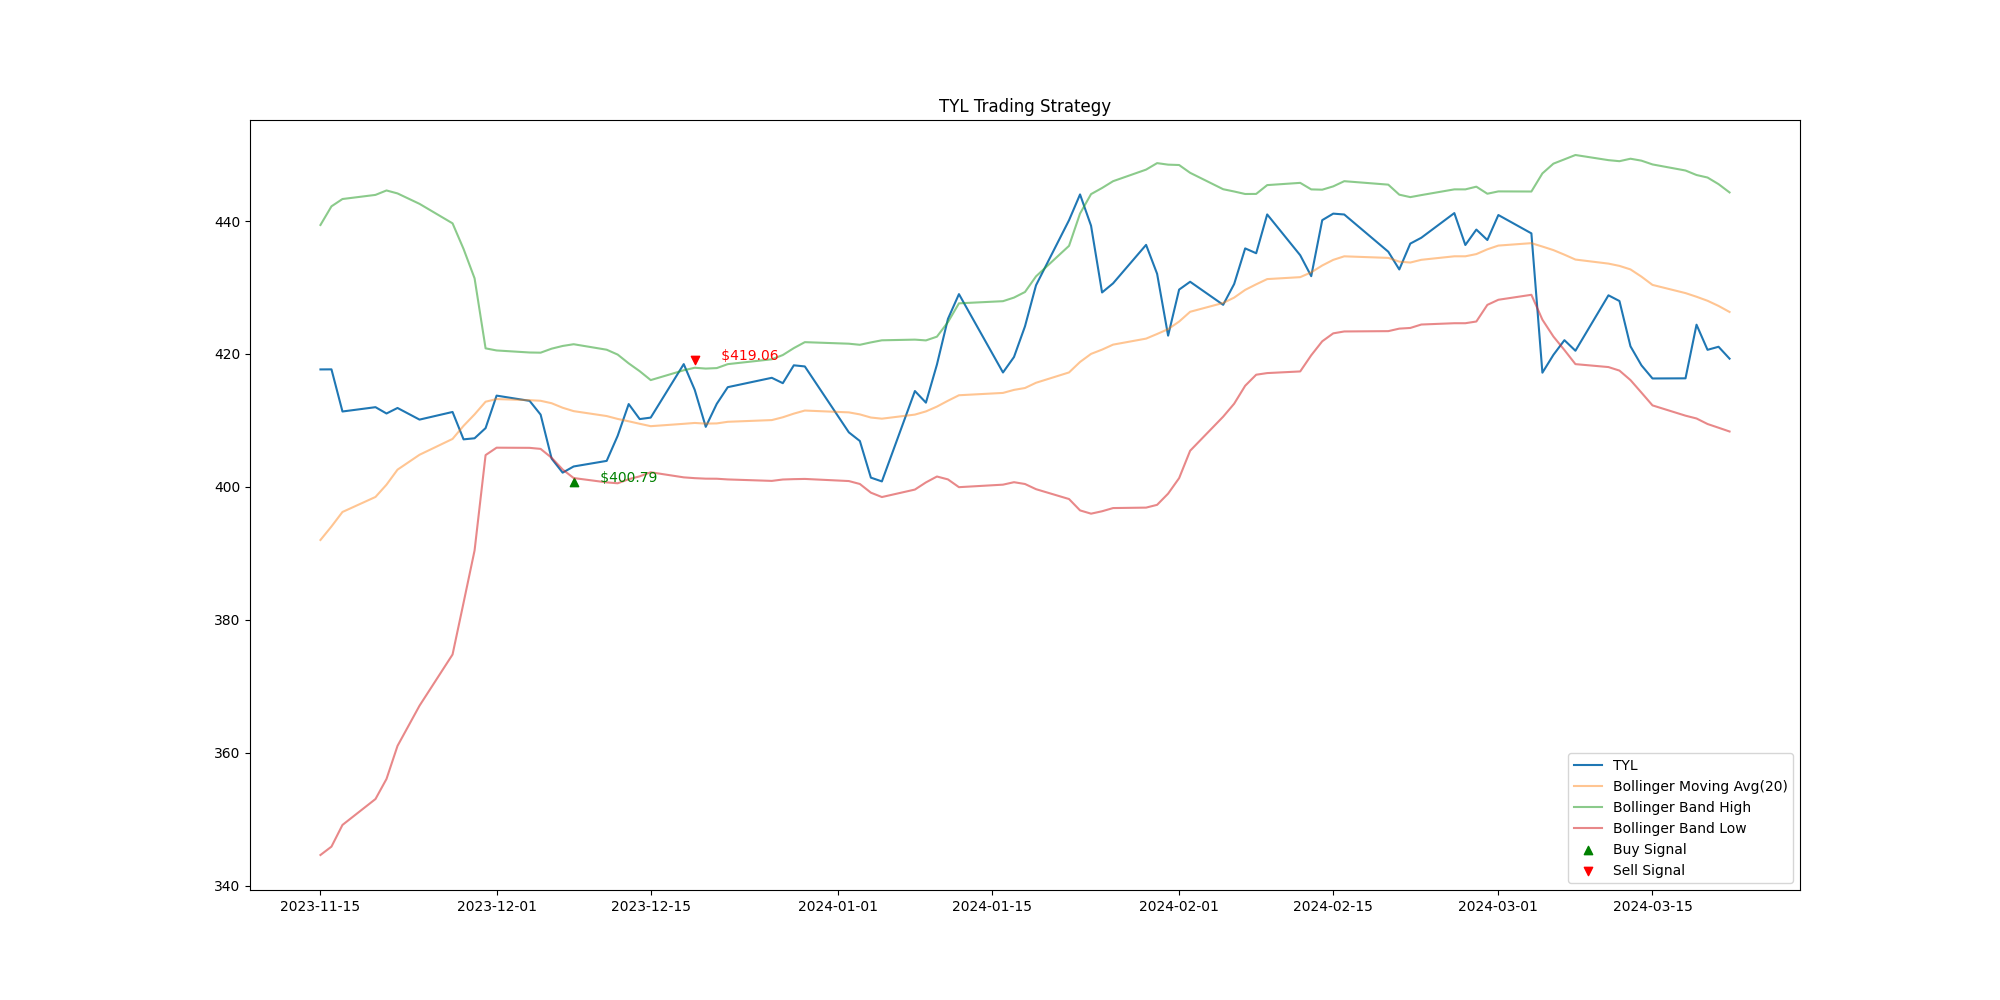 TYL Trading Strategy
440
420
400
380
360
340
$419.06
$400.79
2023-11-15
2023-12-01
2023-12-15
2024-01-01
2024-01-15
2024-02-01
2024-02-15
2024-03-01
2024-03-15
TYL
Bollinger Moving Avg(20)
Bollinger Band High
Bollinger Band Low
Buy Signal
Sell Signal